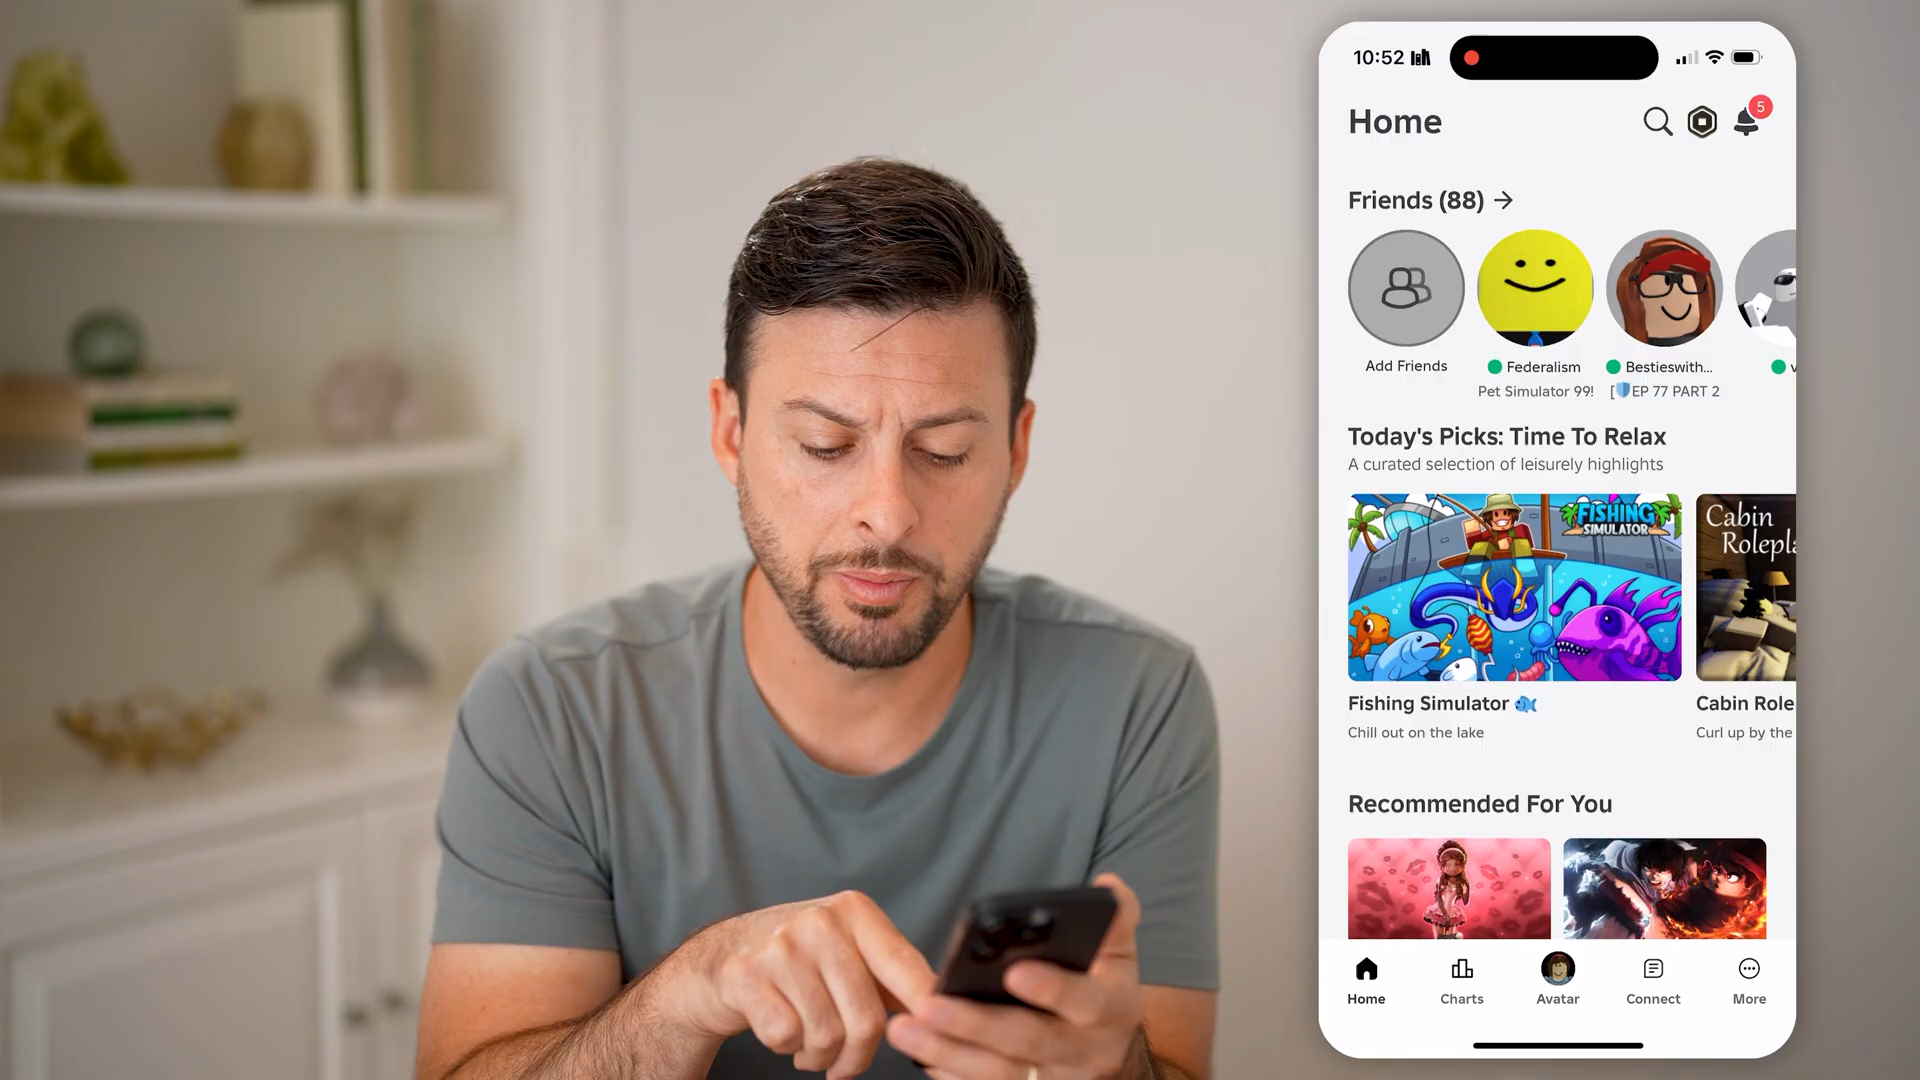 10:52
Home
5
Friends (88) →
Add Friends
Federalism
Bestieswith...
v
Pet Simulator 99!
[🛡️EP 77 PART 2
Today's Picks: Time To Relax
A curated selection of leisurely highlights
FISHING
SIMULATOR
Cabin
Rolepla
Fishing Simulator 🐟
Cabin Role
Chill out on the lake
Curl up by the
Recommended For You
Home
Charts
Avatar
Connect
More